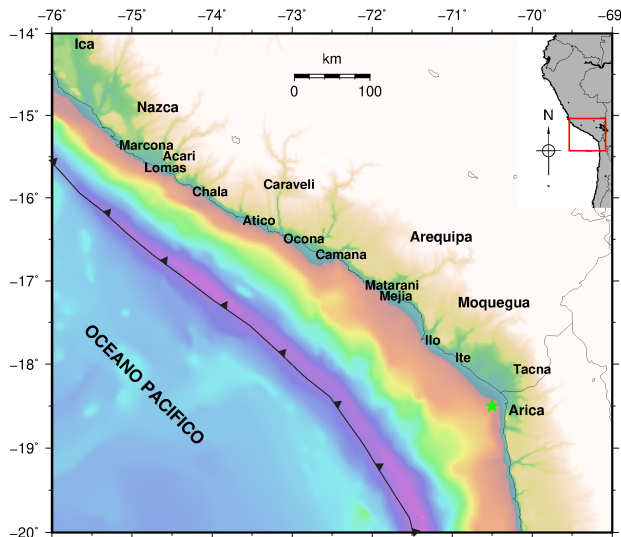 −76 −75 −74 −73 −72 −71 −70 −69
−14
−15
−16
−17
−18
−19
−20
Ica
km
0 100
N
Nazca
Marcona
Acari
Lomas
Chala
Caraveli
Atico
Ocona
Camana
Arequipa
Matarani
Mejia
Moquegua
Ilo
Ite
Tacna
Arica
OCEANO PACIFICO